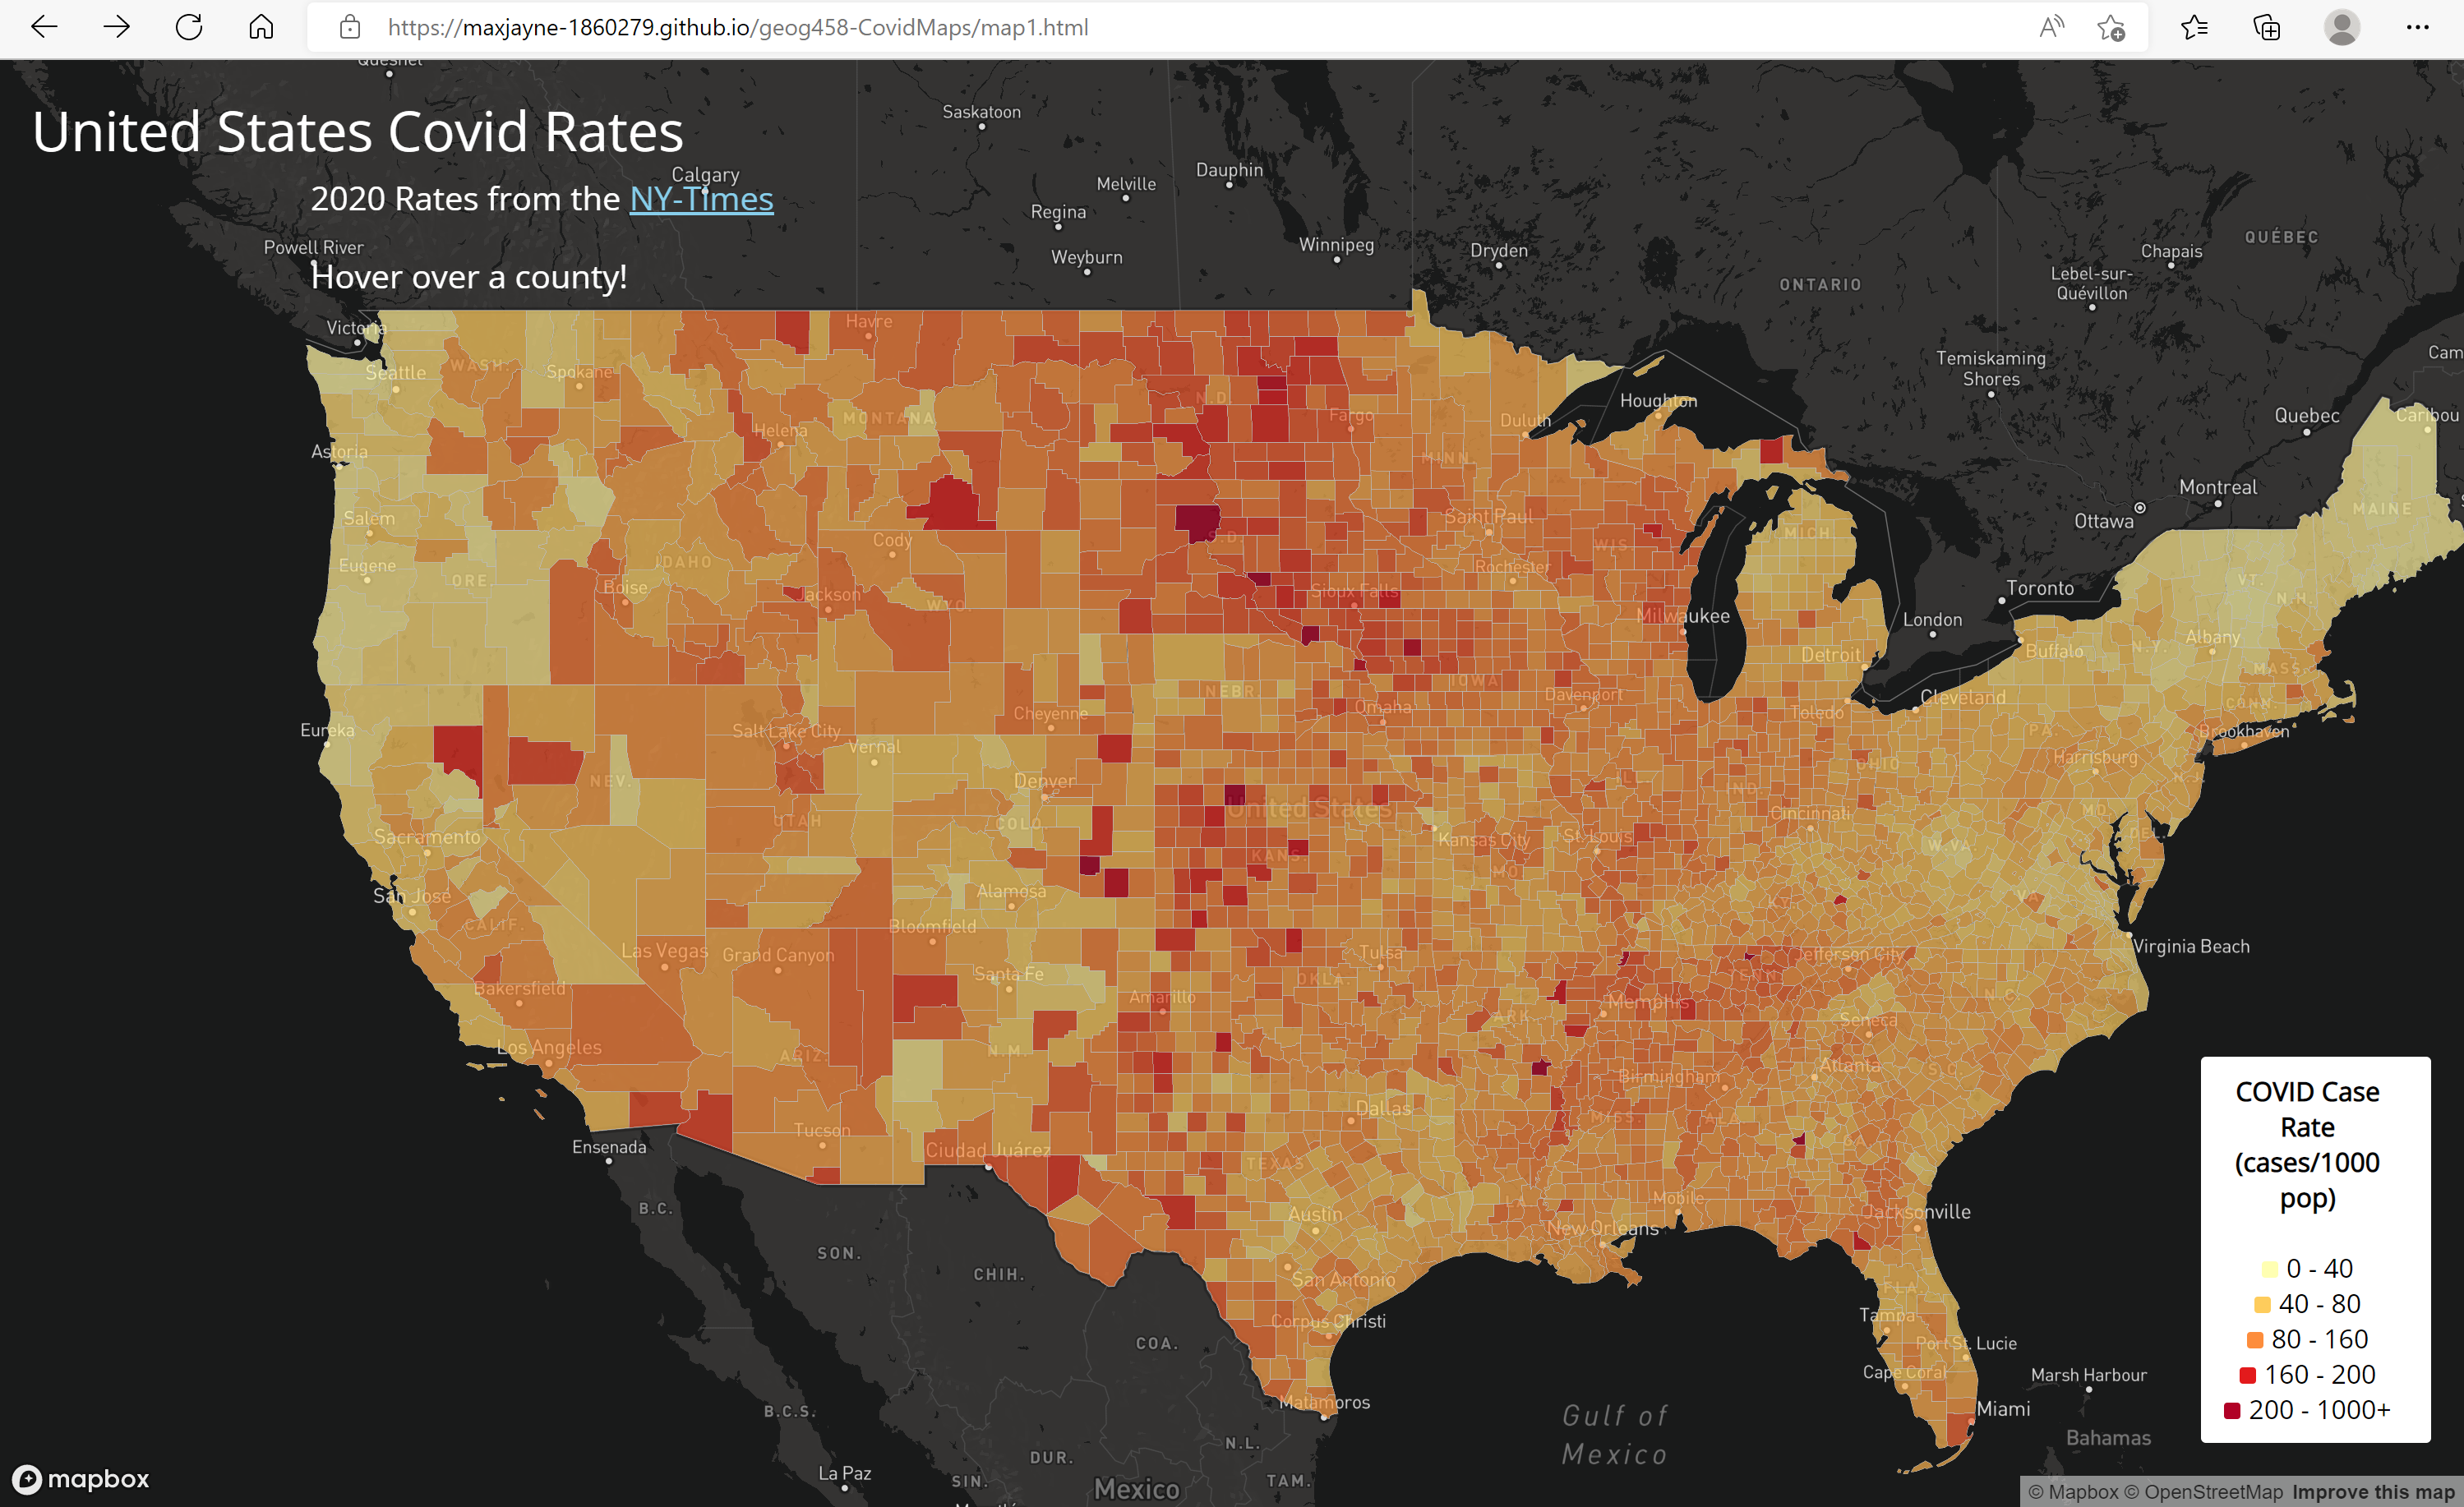 https://maxjayne-1860279.github.io/geog458-CovidMaps/map1.html
Quesnel
United States Covid Rates
2020 Rates from the NY-Times
Hover over a county!
Calgary
Saskatoon
Melville
Dauphin
Regina
Weyburn
Winnipeg
Dryden
Powell River
Victoria
ONTARIO
QUÉBEC
Chapais
Lebel-sur-
Quévillon
Temiskaming
Shores
Quebec
Caribou
Cam
Montreal
Ottawa
Toronto
London
MAINE
Havre
WASH.
Seattle
Spokane
MONTANA
Helena
N.D.
Fargo
Duluth
Houghton
Astoria
MINN.
Salem
Saint Paul
Cody
S.D.
WIS.
MICH.
Eugene
ORE.
IDAHO
Boise
Jackson
WYO.
Rochester
Sioux Falls
Milwaukee
Detroit
Buffalo
VT.
N.H.
N.Y.
Albany
MASS.
CONN.
Eureka
Salt Lake City
Vernal
Cheyenne
NEBR.
Omaha
IOWA
Davenport
Toledo
Cleveland
Brookhaven
PA.
Harrisburg
N.J.
NEV.
UTAH
Denver
COLO.
United States
ILL.
IND.
OHIO
Cincinnati
MD.
DEL.
Sacramento
San Jose
Kansas City
St. Louis
KANS.
MO.
W.VA.
KY.
VA.
CALIF.
Alamosa
Bloomfield
Las Vegas
Grand Canyon
Santa Fe
Tulsa
OKLA.
Jefferson City
TENN.
Virginia Beach
Bakersfield
Amarillo
Memphis
ARK.
N.C.
Seneca
Los Angeles
ARIZ.
N.M.
Atlanta
Birmingham
S.C.
Dallas
MISS.
ALA.
Tucson
Ensenada
Ciudad Juárez
TEXAS
Austin
LA.
Mobile
New Orleans
Jacksonville
B.C.
SON.
CHIH.
San Antonio
FLA.
Tampa
Port St. Lucie
Corpus Christi
COA.
Cape Coral
Miami
Marsh Harbour
Bahamas
Matamoros
Gulf of
Mexico
B.C.S.
DUR.
N.L.
La Paz
SIN.
TAM.
Mexico
COVID Case
Rate
(cases/1000
pop)
0 - 40
40 - 80
80 - 160
160 - 200
200 - 1000+
mapbox
© Mapbox © OpenStreetMap Improve this map